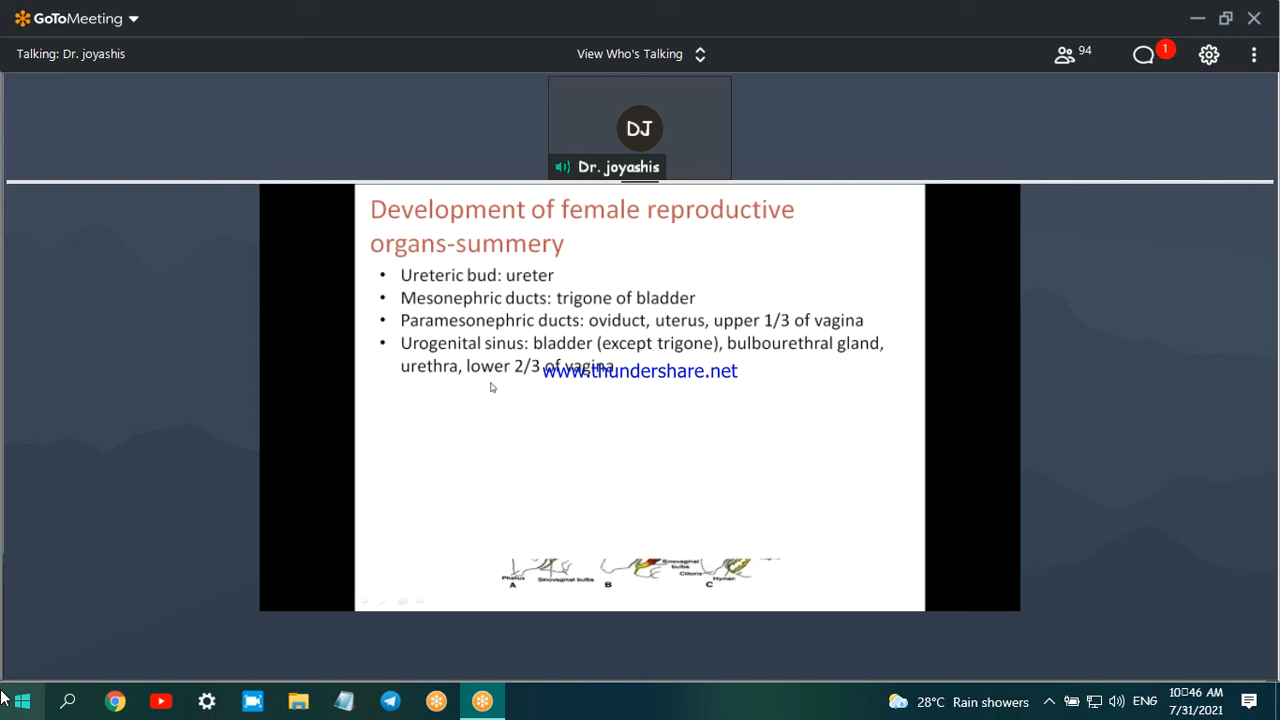 GoToMeeting
Talking: Dr. joyashis
View Who's Talking
94
1
DJ
Dr. joyashis
Development of female reproductive
organs-summery
• Ureteric bud: ureter
• Mesonephric ducts: trigone of bladder
• Paramesonephric ducts: oviduct, uterus, upper 1/3 of vagina
• Urogenital sinus: bladder (except trigone), bulbourethral gland,
urethra, lower 2/3 of vagina
www.thundershare.net
Phallus
Sinovaginal bulbs
Sinovaginal
bulbs
Clitoris
Hymen
A
B
C
28°C Rain showers
ENG
10:46 AM
7/31/2021